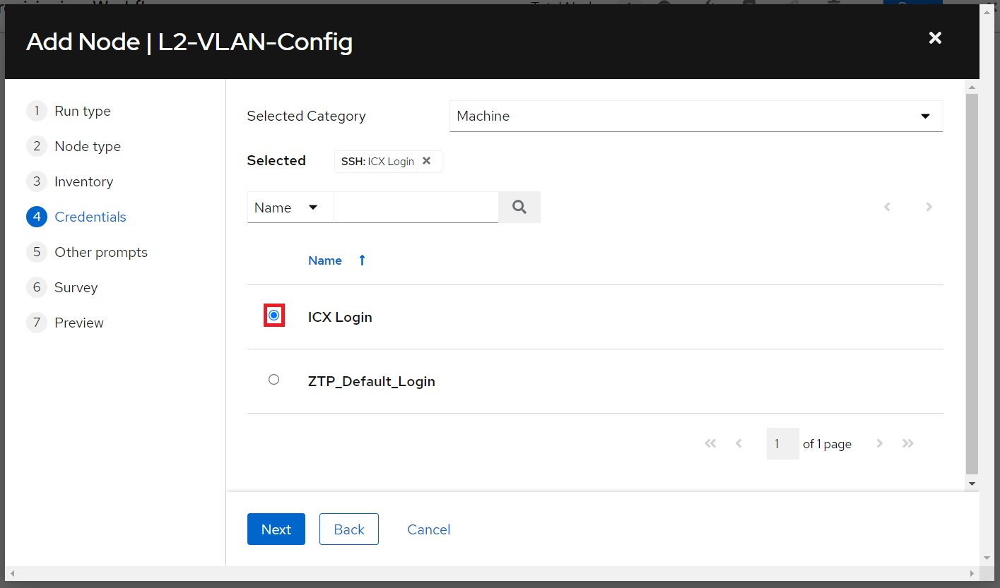 Add Node | L2-VLAN-Config
1 Run type
2 Node type
3 Inventory
4 Credentials
5 Other prompts
6 Survey
7 Preview
Selected Category
Machine
Selected
SSH: ICX Login
Name
Name
ICX Login
ZTP_Default_Login
1 of 1 page
Next
Back
Cancel